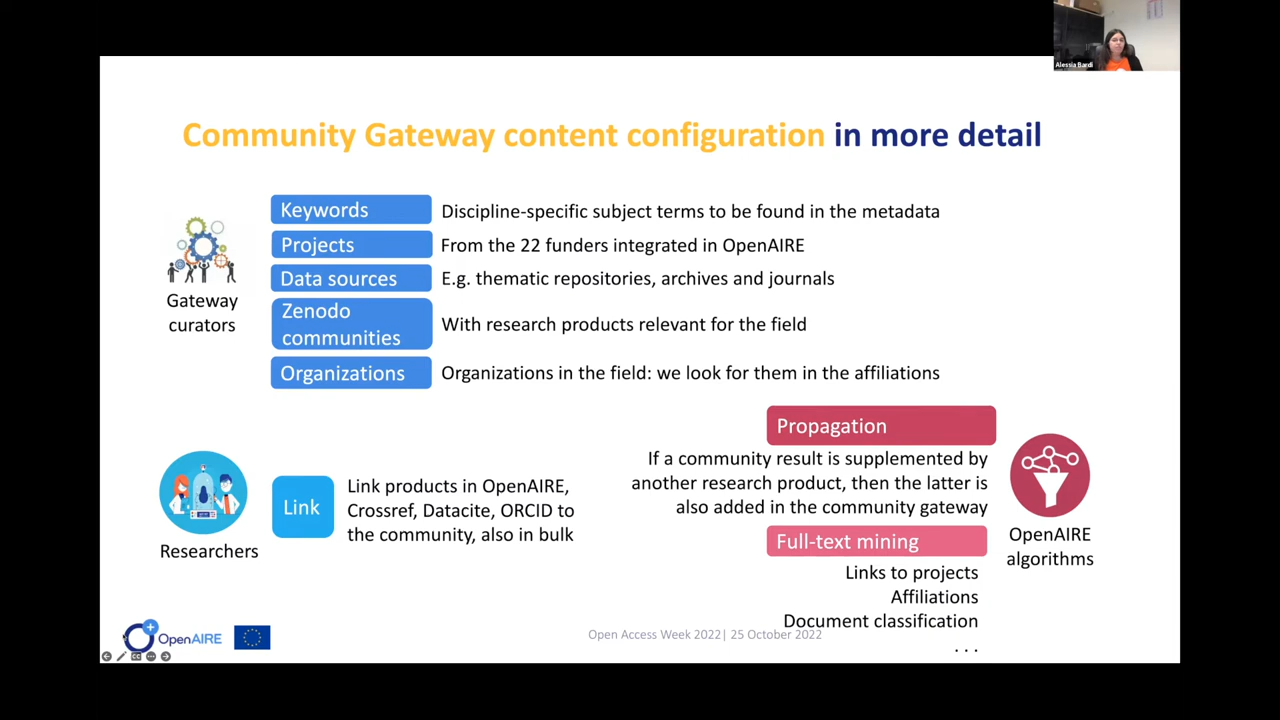 Alessia Bardi
Community Gateway content configuration in more detail
Gateway
curators
Keywords
Discipline-specific subject terms to be found in the metadata
Projects
From the 22 funders integrated in OpenAIRE
Data sources
E.g. thematic repositories, archives and journals
Zenodo
communities
With research products relevant for the field
Organizations
Organizations in the field: we look for them in the affiliations
Researchers
Link
Link products in OpenAIRE,
Crossref, Datacite, ORCID to
the community, also in bulk
Propagation
If a community result is supplemented by
another research product, then the latter is
also added in the community gateway
Full-text mining
Links to projects
Affiliations
Document classification
. . .
OpenAIRE
algorithms
OpenAIRE
Open Access Week 2022| 25 October 2022